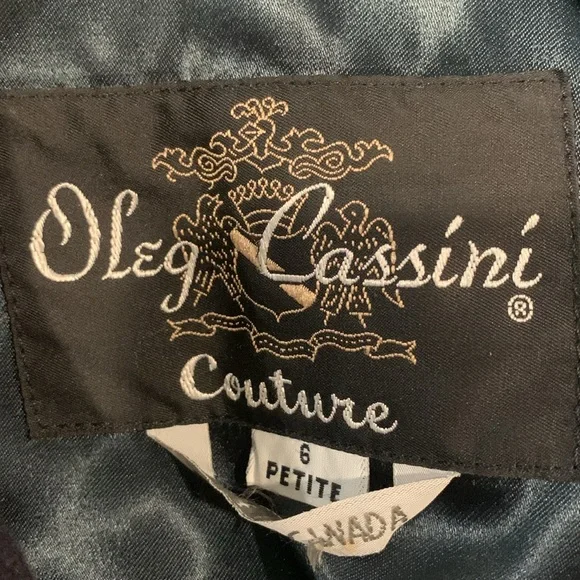 Oleg Cassini ®
Couture
6
PETITE
CANADA